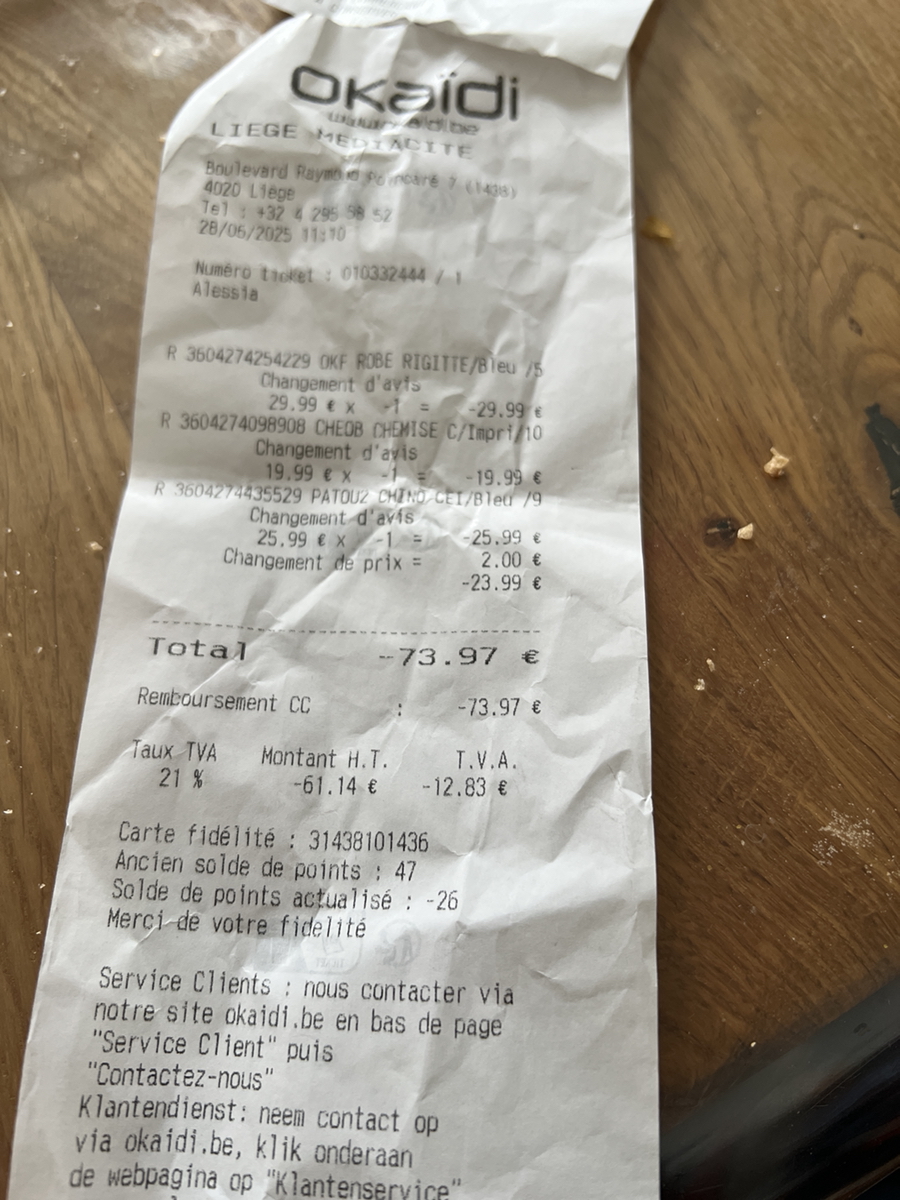 Okaïdi
LIEGE MEDIACITE
Boulevard Raymond Poincaré 7 (1438)
4020 Liège
Tel : +32 4 295 98 52
28/06/2025 11:10
Numéro ticket : 010332444 / 1
Alessia
R 3604274254229 OKF ROBE RIGITTE/Bleu /5
Changement d'avis
29.99 € x -1 = -29.99 €
R 3604274098908 CHEOB CHEMISE C/Impri/10
Changement d'avis
19.99 € x -1 = -19.99 €
R 3604274435529 PATOU2 CHINO CEI/Bleu /9
Changement d'avis
25.99 € x -1 = -25.99 €
Changement de prix = 2.00 €
-23.99 €
Total -73.97 €
Remboursement CC : -73.97 €
Taux TVA Montant H.T. T.V.A.
21 % -61.14 € -12.83 €
Carte fidélité : 31438101436
Ancien solde de points : 47
Solde de points actualisé : -26
Merci de votre fidelité
Service Clients : nous contacter via
notre site okaidi.be en bas de page
"Service Client" puis
"Contactez-nous"
Klantendienst: neem contact op
via okaidi.be, klik onderaan
de webpagina op "Klantenservice"